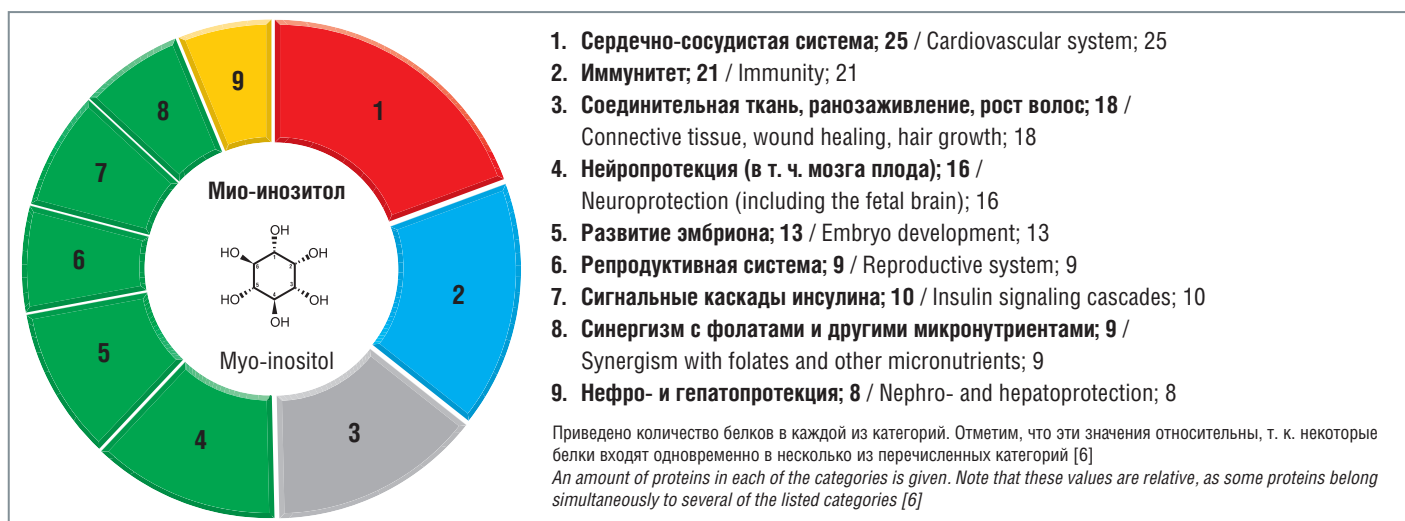 1
2
3
4
5
6
7
8
9
Мио-инозитол
OH
HO
OH
HO
OH
OH
1
2
3
4
5
6
Myo-inositol
1. Сердечно-сосудистая система; 25 / Cardiovascular system; 25
2. Иммунитет; 21 / Immunity; 21
3. Соединительная ткань, ранозаживление, рост волос; 18 /
Connective tissue, wound healing, hair growth; 18
4. Нейропротекция (в т. ч. мозга плода); 16 /
Neuroprotection (including the fetal brain); 16
5. Развитие эмбриона; 13 / Embryo development; 13
6. Репродуктивная система; 9 / Reproductive system; 9
7. Сигнальные каскады инсулина; 10 / Insulin signaling cascades; 10
8. Синергизм с фолатами и другими микронутриентами; 9 /
Synergism with folates and other micronutrients; 9
9. Нефро- и гепатопротекция; 8 / Nephro- and hepatoprotection; 8
Приведено количество белков в каждой из категорий. Отметим, что эти значения относительны, т. к. некоторые
белки входят одновременно в несколько из перечисленных категорий [6]
An amount of proteins in each of the categories is given. Note that these values are relative, as some proteins belong
simultaneously to several of the listed categories [6]